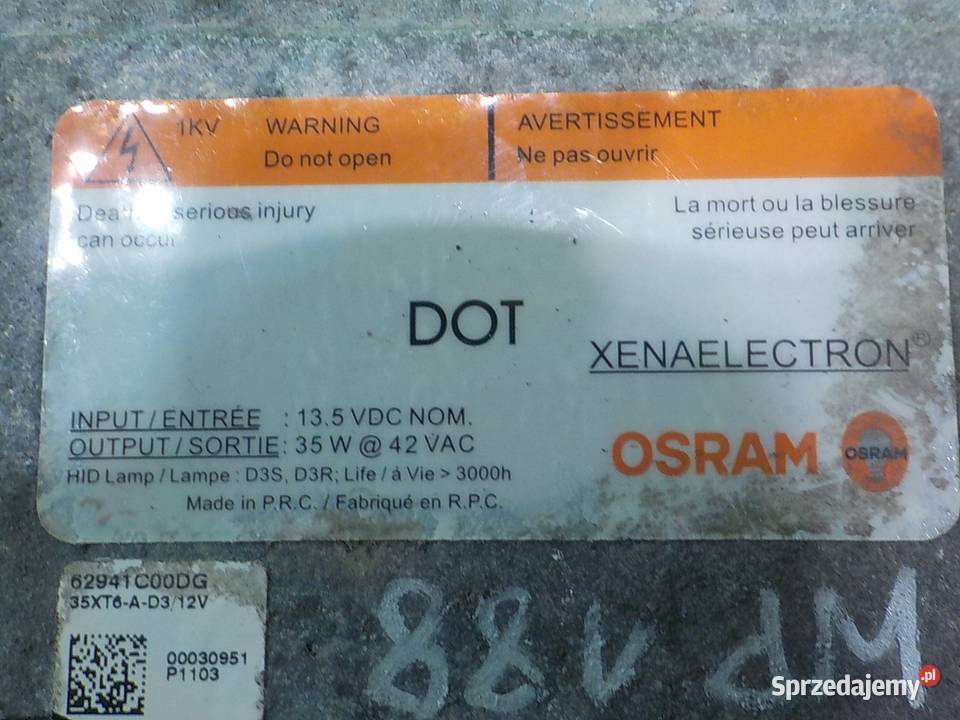 1KV WARNING
Do not open
AVERTISSEMENT
Ne pas ouvrir
serious injury
can occur
La mort ou la blessure
sérieuse peut arriver
DOT
XENAELECTRON®
INPUT / ENTRÉE : 13.5 VDC NOM.
OUTPUT / SORTIE : 35 W @ 42 VAC
HID Lamp / Lampe : D3S, D3R; Life / á Vie > 3000h
Made in P.R.C. / Fabriqué en R.P.C.
OSRAM
OSRAM
62941C00DG
35XT6-A-D3/12V
00030951
P1103
Sprzedajemy.pl